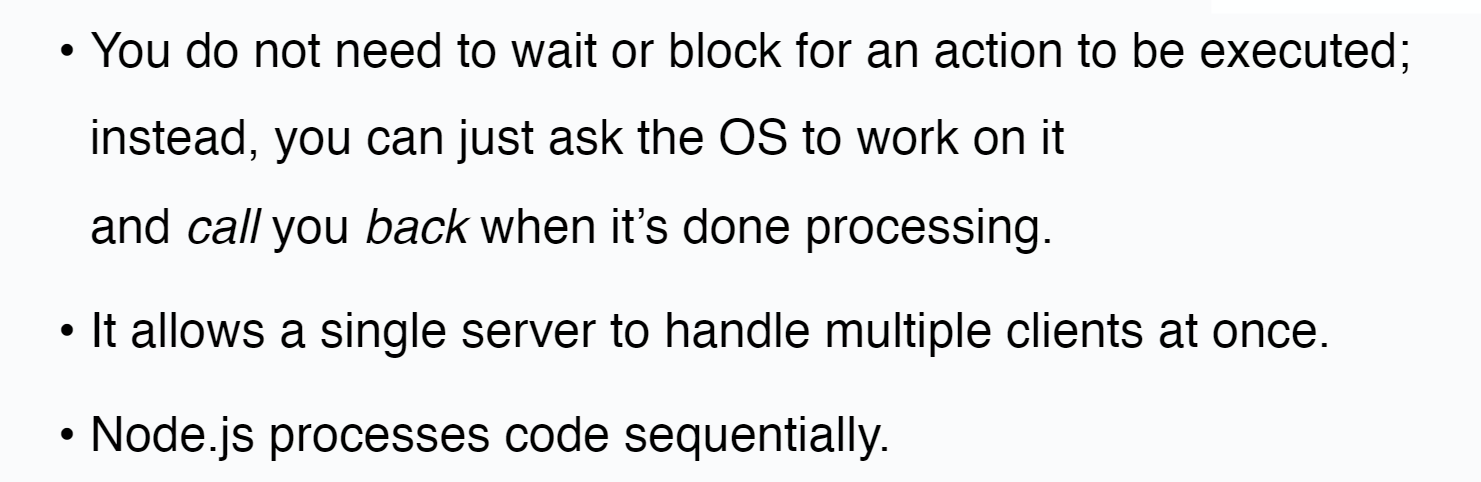 • You do not need to wait or block for an action to be executed;
instead, you can just ask the OS to work on it
and call you back when it’s done processing.
• It allows a single server to handle multiple clients at once.
• Node.js processes code sequentially.